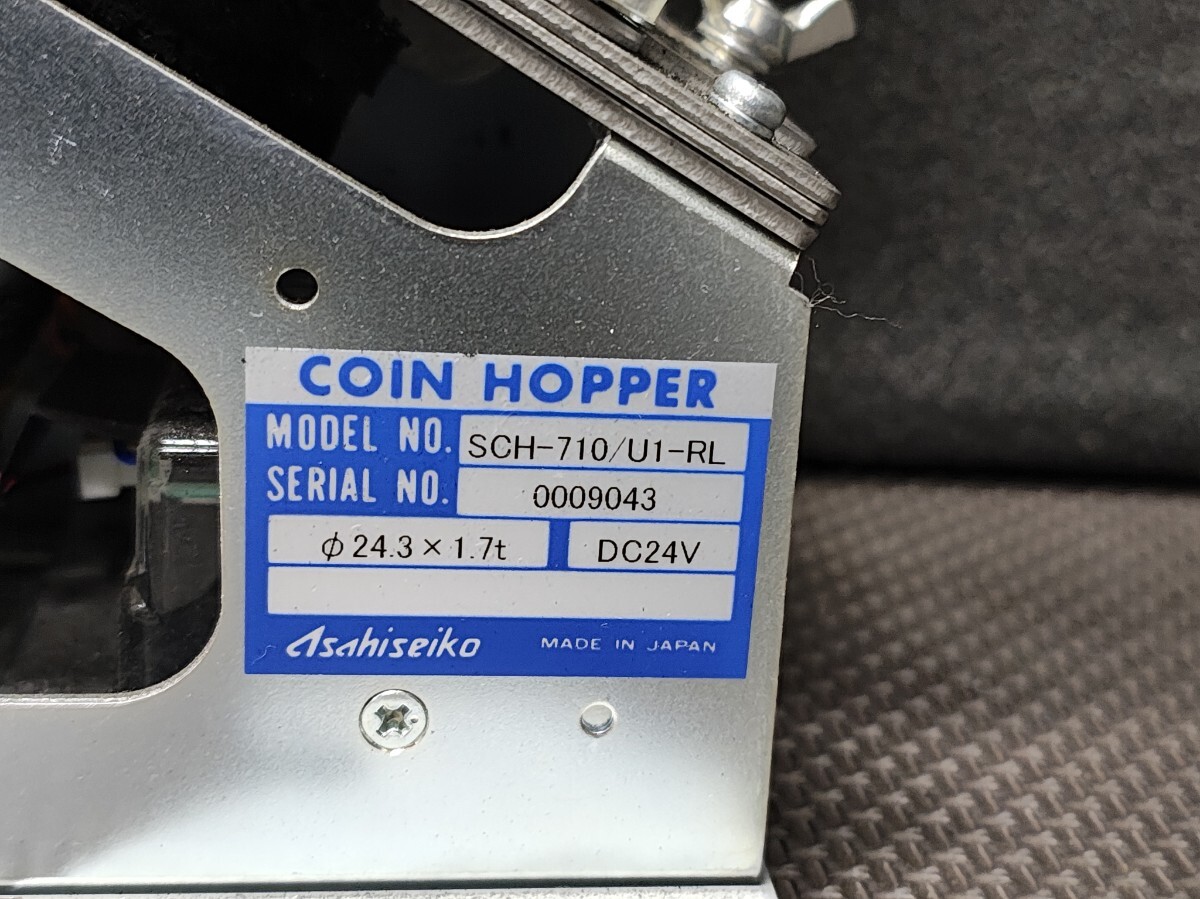 COIN HOPPER
MODEL NO. SCH-710/U1-RL
SERIAL NO. 0009043
φ24.3×1.7t DC24V
Asahiseiko MADE IN JAPAN